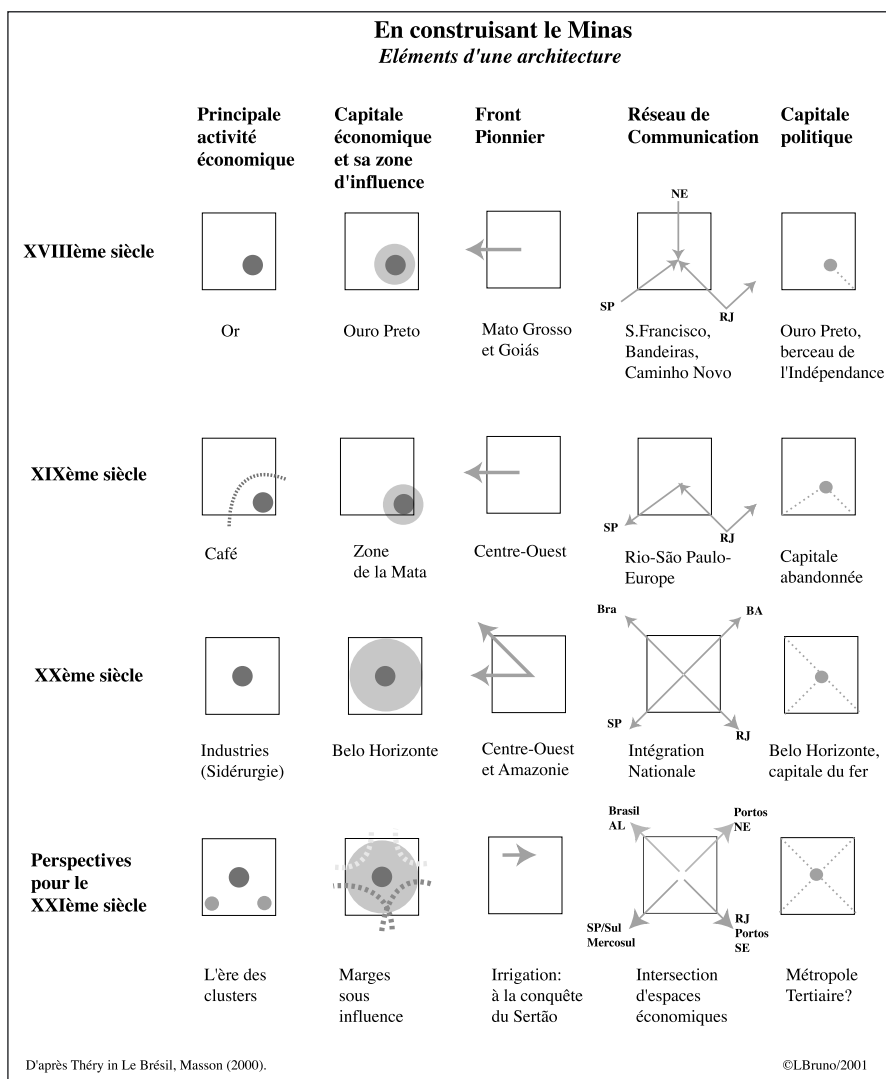 En construisant le Minas
Eléments d'une architecture
Principale
activité
économique
Capitale
économique
et sa zone
d'influence
Front
Pionnier
Réseau de
Communication
Capitale
politique
XVIIIème siècle
NE
SP
RJ
Or
Ouro Preto
Mato Grosso
et Goiás
S.Francisco,
Bandeiras,
Caminho Novo
Ouro Preto,
berceau de
l'Indépendance
XIXème siècle
SP
RJ
Café
Zone
de la Mata
Centre-Ouest
Rio-São Paulo-
Europe
Capitale
abandonnée
XXème siècle
Bra
BA
SP
RJ
Industries
(Sidérurgie)
Belo Horizonte
Centre-Ouest
et Amazonie
Intégration
Nationale
Belo Horizonte,
capitale du fer
Perspectives
pour le
XXIème siècle
Brasil
AL
Portos
NE
SP/Sul
Mercosul
RJ
Portos
SE
L'ère des
clusters
Marges
sous
influence
Irrigation:
à la conquête
du Sertão
Intersection
d'espaces
économiques
Métropole
Tertiaire?
D'après Théry in Le Brésil, Masson (2000).
©LBruno/2001